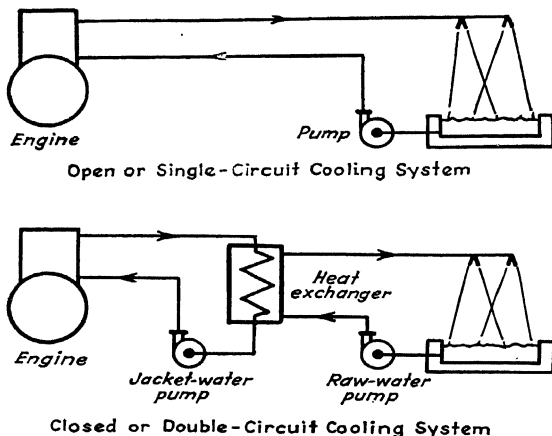 Engine
Pump
Open or Single-Circuit Cooling System
Heat
exchanger
Engine
Jacket-water
pump
Raw-water
pump
Closed or Double-Circuit Cooling System